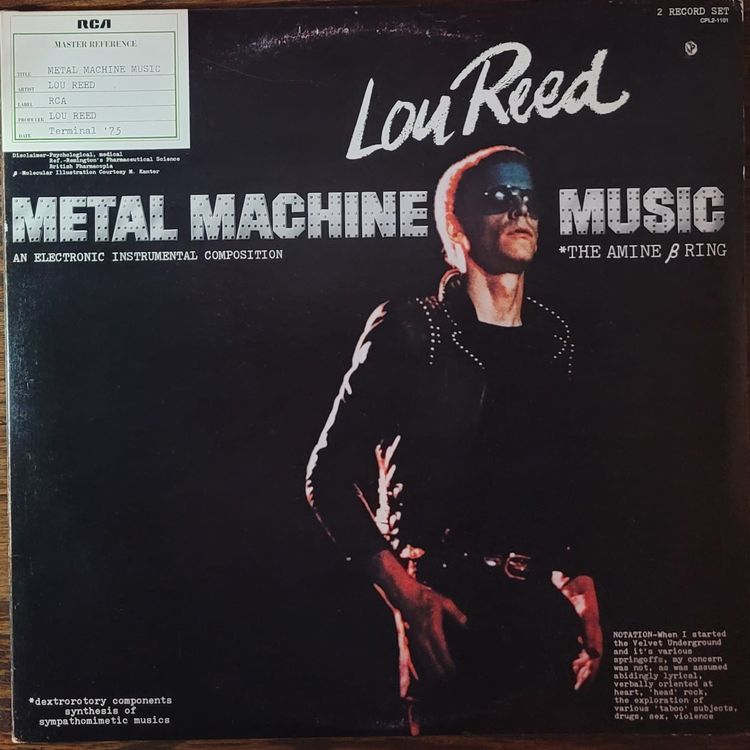 RCA
MASTER REFERENCE
TITLE METAL MACHINE MUSIC
ARTIST LOU REED
LABEL RCA
PRODUCER LOU REED
DATE Terminal '75
2 RECORD SET
CPL2-1101
Lou Reed
Disclaimer-Psychological, medical
Ref.-Remington's Pharmaceutical Science
British Pharmacopia
β-Molecular Illustration Courtesy M. Kanter
METAL MACHINE MUSIC
AN ELECTRONIC INSTRUMENTAL COMPOSITION
*THE AMINE β RING
NOTATION-When I started
the Velvet Underground
and it's various
springoffs, my concern
was not, as was assumed
abidingly lyrical,
verbally oriented at
heart, 'head' rock,
the exploration of
various 'taboo' subjects,
drugs, sex, violence
*dextrorotory components
synthesis of
sympathomimetic musics